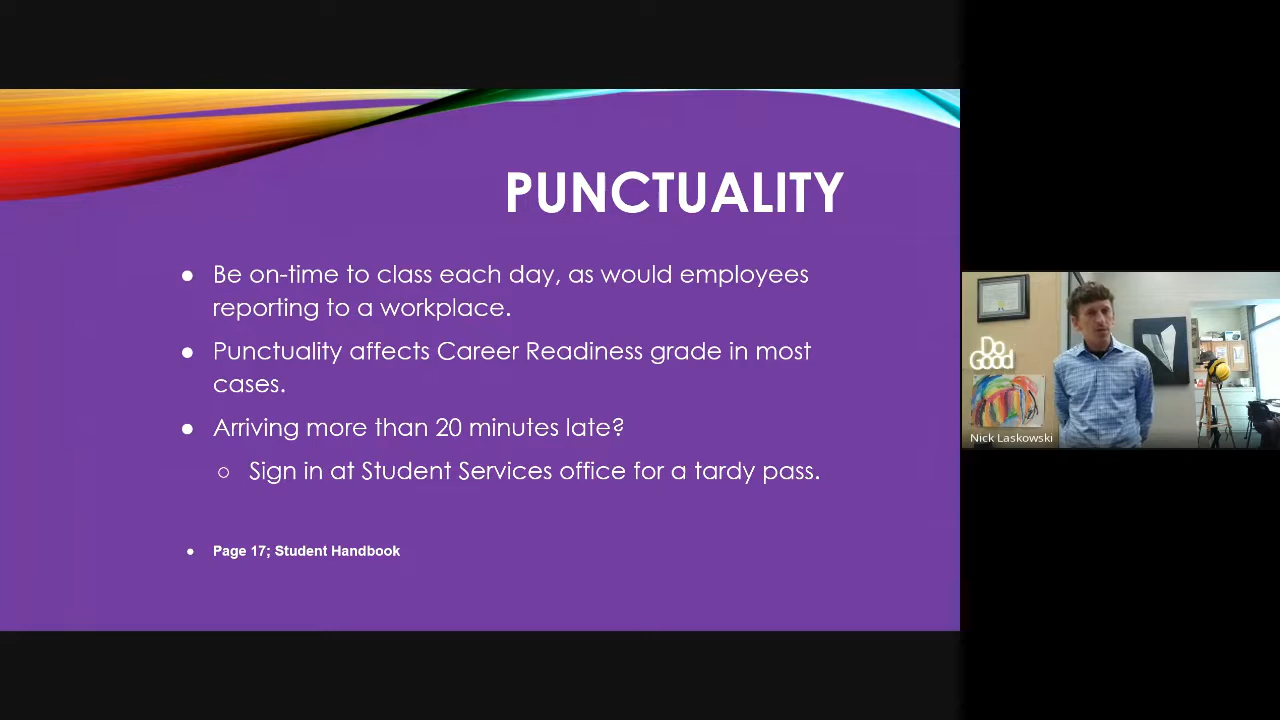 PUNCTUALITY
● Be on-time to class each day, as would employees
reporting to a workplace.
● Punctuality affects Career Readiness grade in most
cases.
● Arriving more than 20 minutes late?
○ Sign in at Student Services office for a tardy pass.
● Page 17; Student Handbook
Do
Good
Nick Laskowski